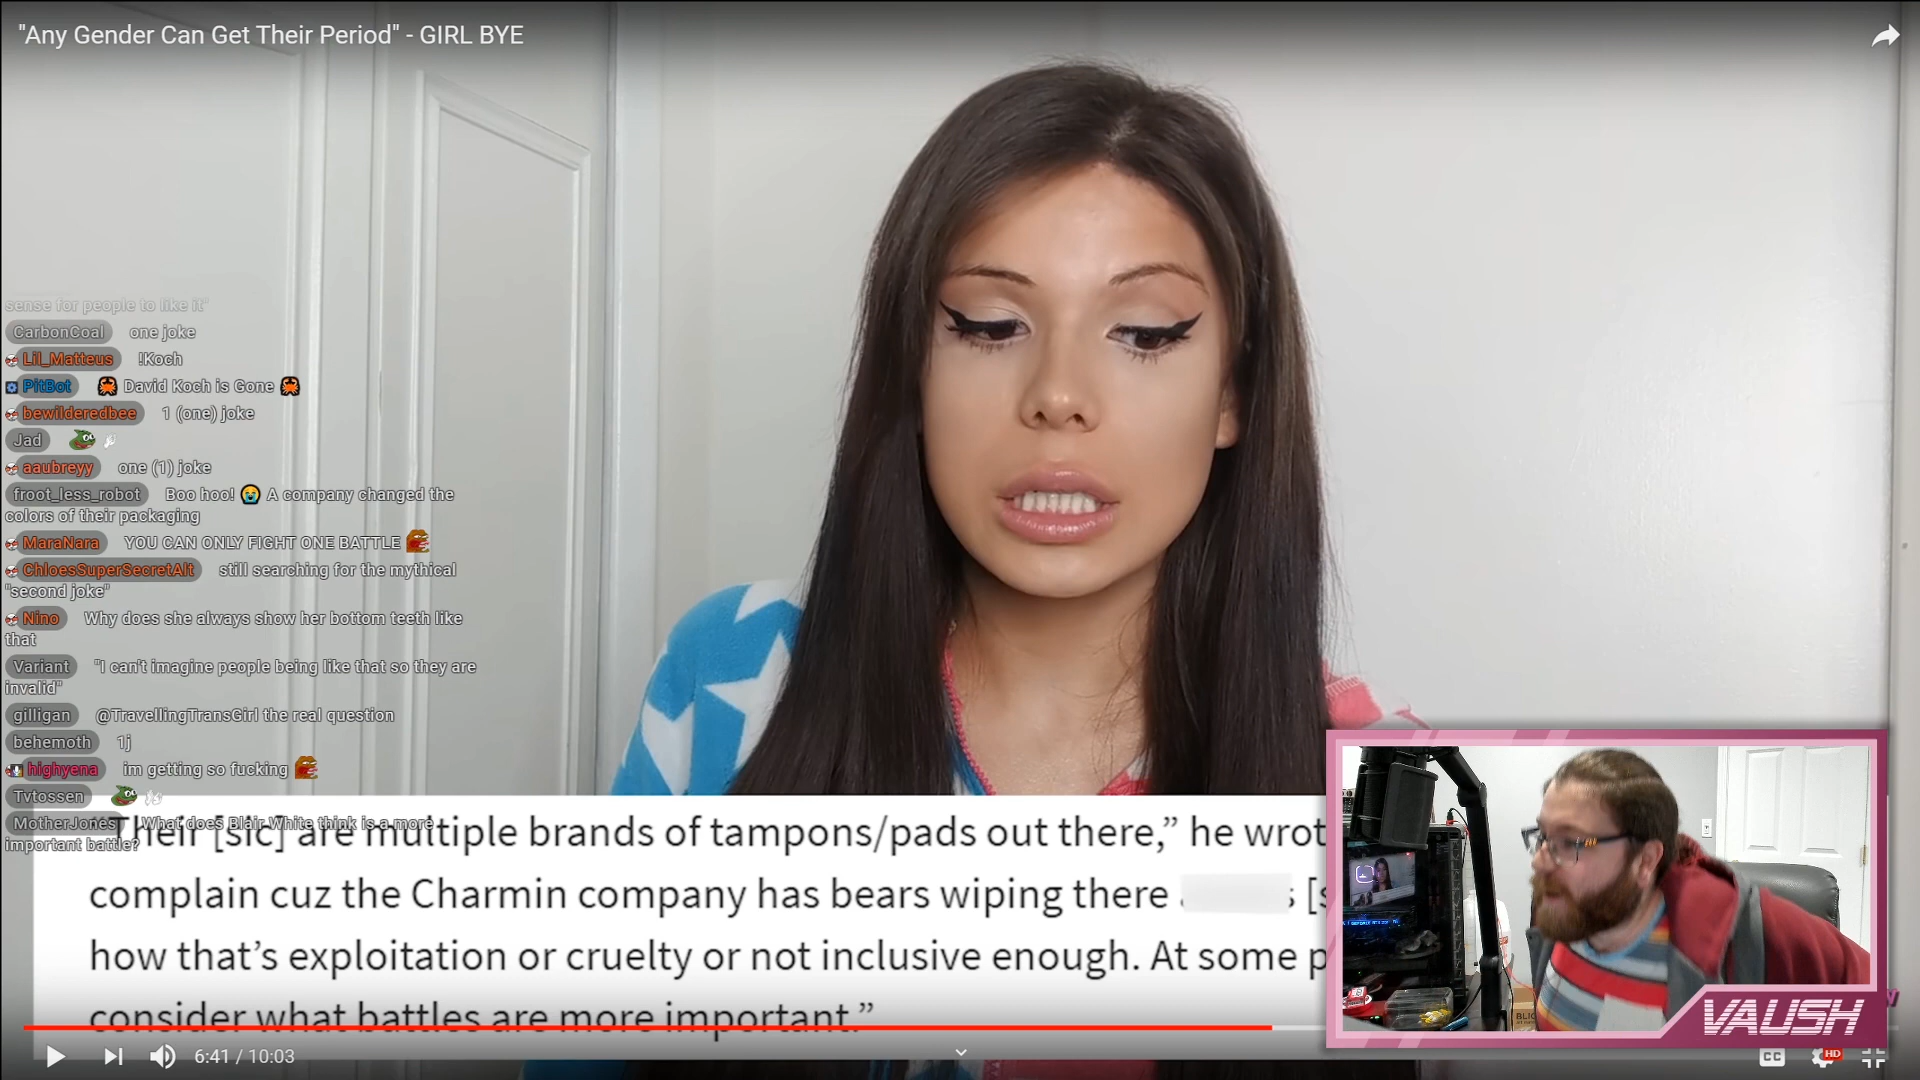 "Any Gender Can Get Their Period" - GIRL BYE
sense for people to like it"
CarbonCoal one joke
Lil_Matteus !Koch
PitBot David Koch is Gone
bewilderedbee 1 (one) joke
Jad
aaubreyy one (1) joke
froot_less_robot Boo hoo! A company changed the
colors of their packaging
MaraNara YOU CAN ONLY FIGHT ONE BATTLE
ChloesSuperSecretAlt still searching for the mythical
"second joke"
Nino Why does she always show her bottom teeth like
that
Variant "I can't imagine people being like that so they are
invalid"
gilligan @TravellingTransGirl the real question
behemoth 1j
highyena im getting so fucking
Tvtossen
MotherJones What does Blair White think is a more
important battle?
Their [sic] are multiple brands of tampons/pads out there,” he wrot
complain cuz the Charmin company has bears wiping there
how that’s exploitation or cruelty or not inclusive enough. At some p
consider what battles are more important.”
VAUSH
6:41 / 10:03
CC
HD